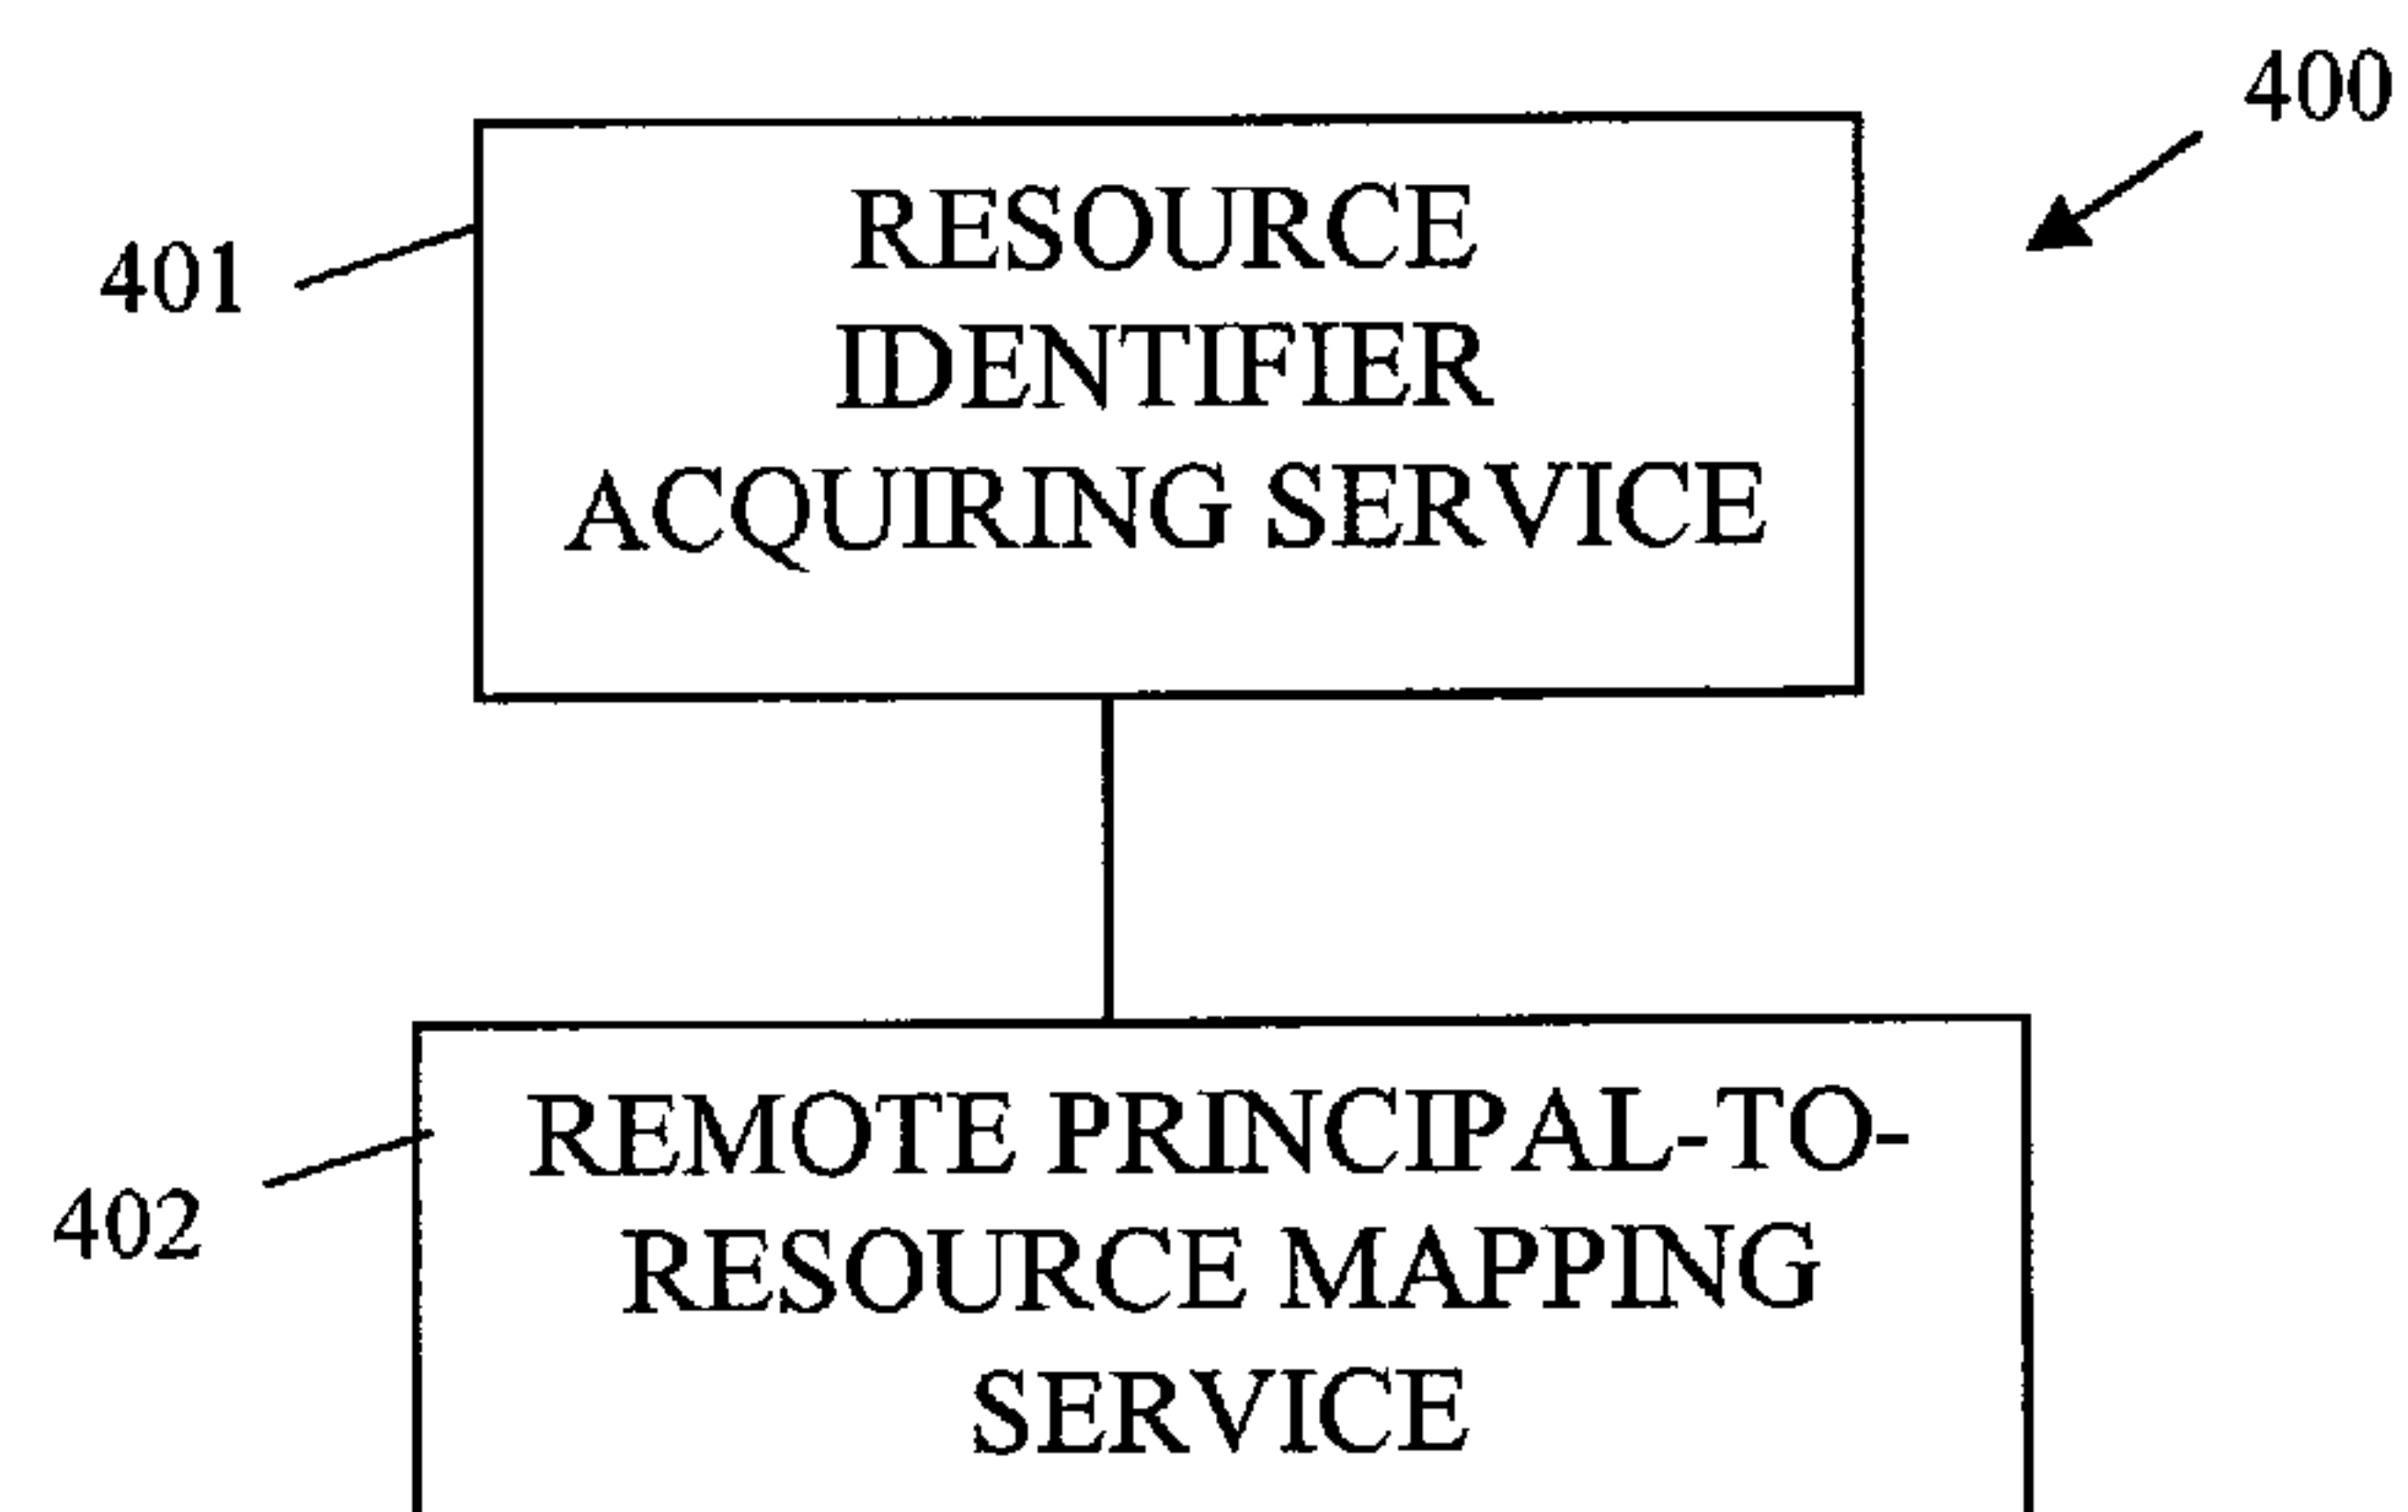 400
401
RESOURCE
IDENTIFIER
ACQUIRING SERVICE
402
REMOTE PRINCIPAL-TO-
RESOURCE MAPPING
SERVICE